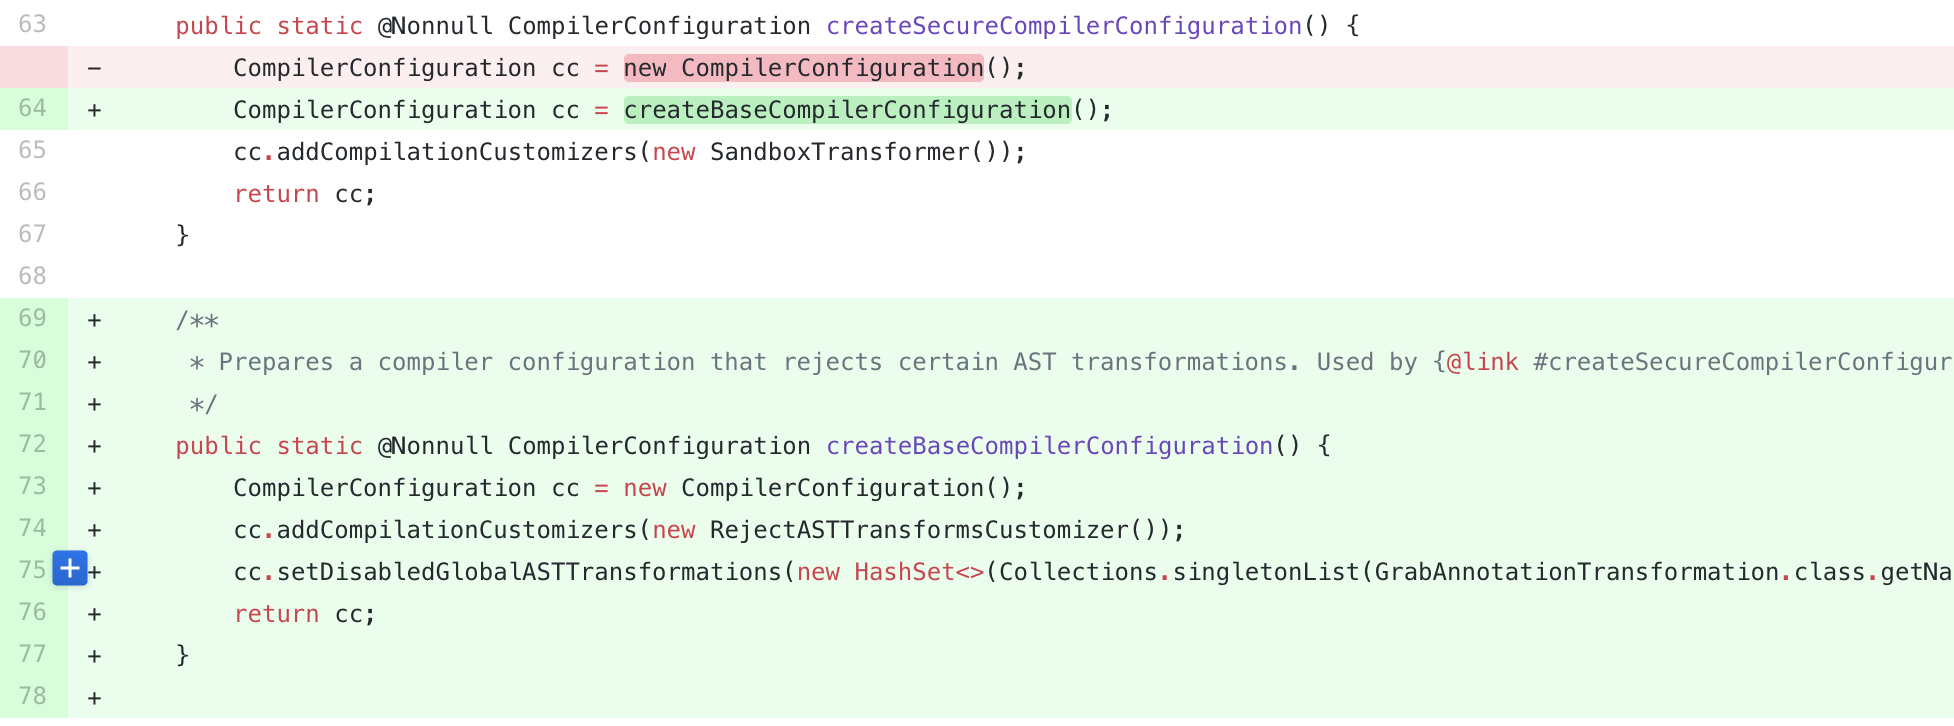 63 public static @Nonnull CompilerConfiguration createSecureCompilerConfiguration() {
− CompilerConfiguration cc = new CompilerConfiguration();
64 + CompilerConfiguration cc = createBaseCompilerConfiguration();
65 cc.addCompilationCustomizers(new SandboxTransformer());
66 return cc;
67 }
68
69 + /**
70 + * Prepares a compiler configuration that rejects certain AST transformations. Used by {@link #createSecureCompilerConfigur
71 + */
72 + public static @Nonnull CompilerConfiguration createBaseCompilerConfiguration() {
73 + CompilerConfiguration cc = new CompilerConfiguration();
74 + cc.addCompilationCustomizers(new RejectASTTransformsCustomizer());
75 + + cc.setDisabledGlobalASTTransformations(new HashSet<>(Collections.singletonList(GrabAnnotationTransformation.class.getNa
76 + return cc;
77 + }
78 +